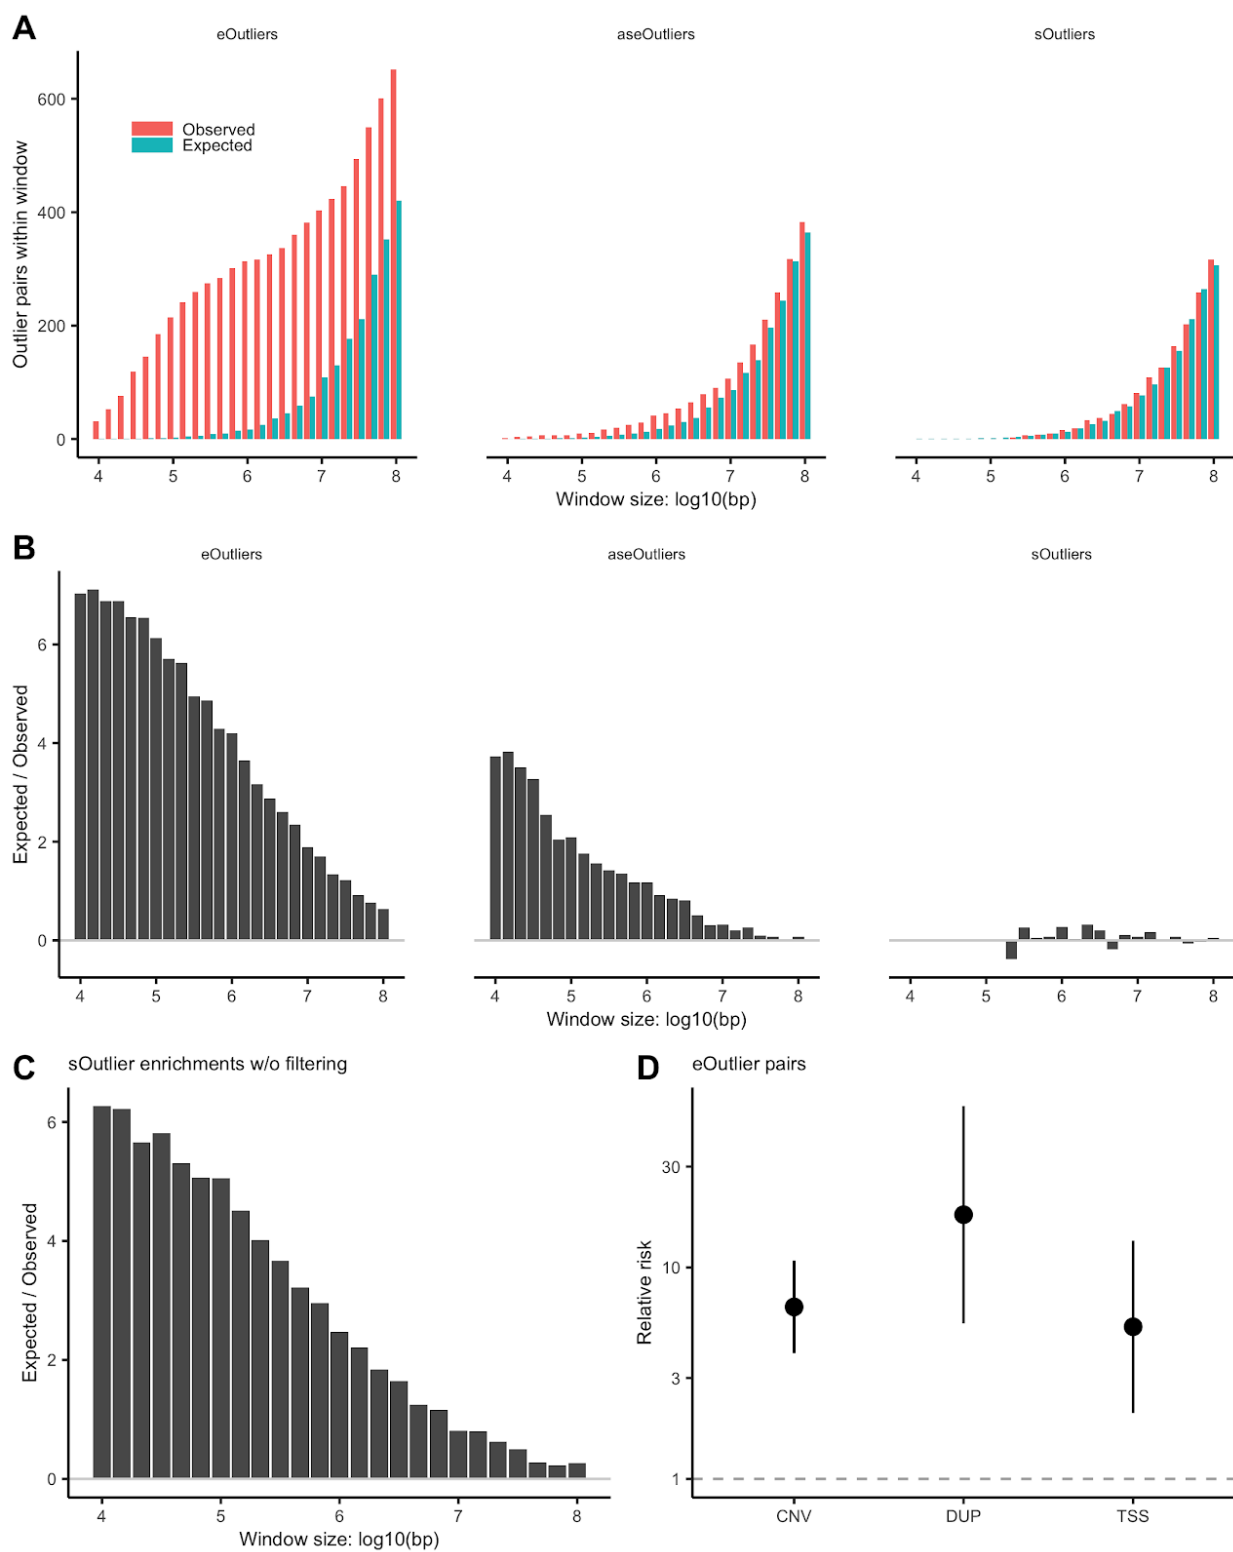 A
eOutliers
aseOutliers
sOutliers
Outlier pairs within window
600
400
200
0
Observed
Expected
4 5 6 7 8
4 5 6 7 8
4 5 6 7 8
Window size: log10(bp)
B
eOutliers
aseOutliers
sOutliers
Expected / Observed
6
4
2
0
4 5 6 7 8
4 5 6 7 8
4 5 6 7 8
Window size: log10(bp)
C
sOutlier enrichments w/o filtering
Expected / Observed
6
4
2
0
4 5 6 7 8
Window size: log10(bp)
D
eOutlier pairs
Relative risk
30
10
3
1
CNV DUP TSS